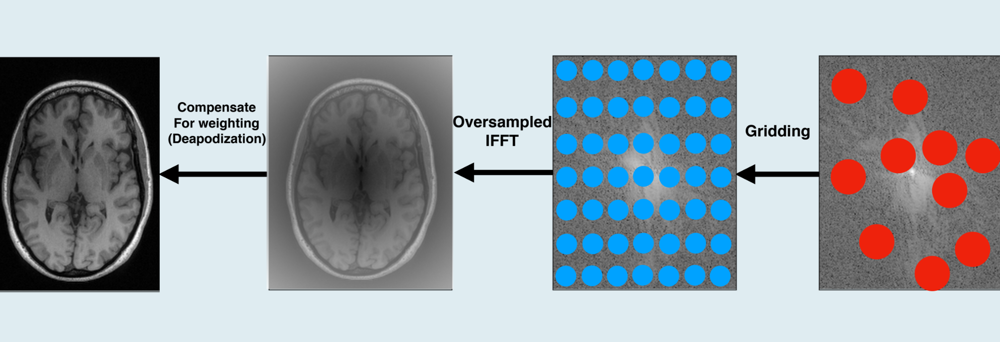 Compensate
For weighting
(Deapodization)
Oversampled
IFFT
Gridding